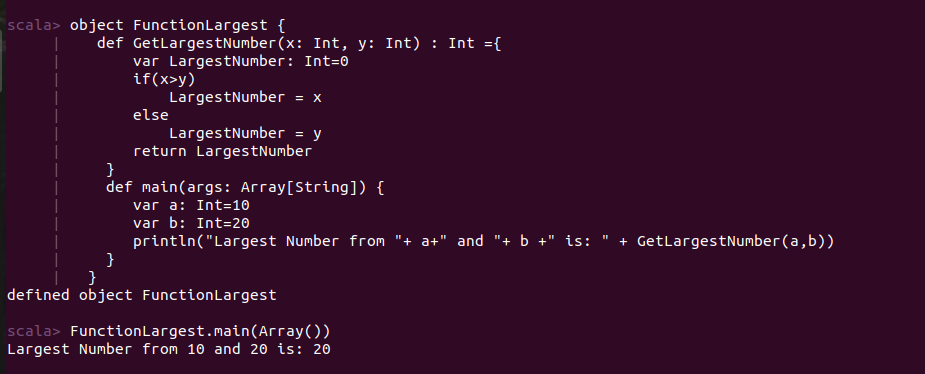 scala> object FunctionLargest {
     |    def GetLargestNumber(x: Int, y: Int) : Int ={
     |        var LargestNumber: Int=0
     |        if(x>y)
     |            LargestNumber = x
     |        else
     |            LargestNumber = y
     |        return LargestNumber
     |     }
     |     def main(args: Array[String]) {
     |        var a: Int=10
     |        var b: Int=20
     |        println("Largest Number from "+ a+" and "+ b +" is: " + GetLargestNumber(a,b))
     |     }
     |   }
defined object FunctionLargest

scala> FunctionLargest.main(Array())
Largest Number from 10 and 20 is: 20